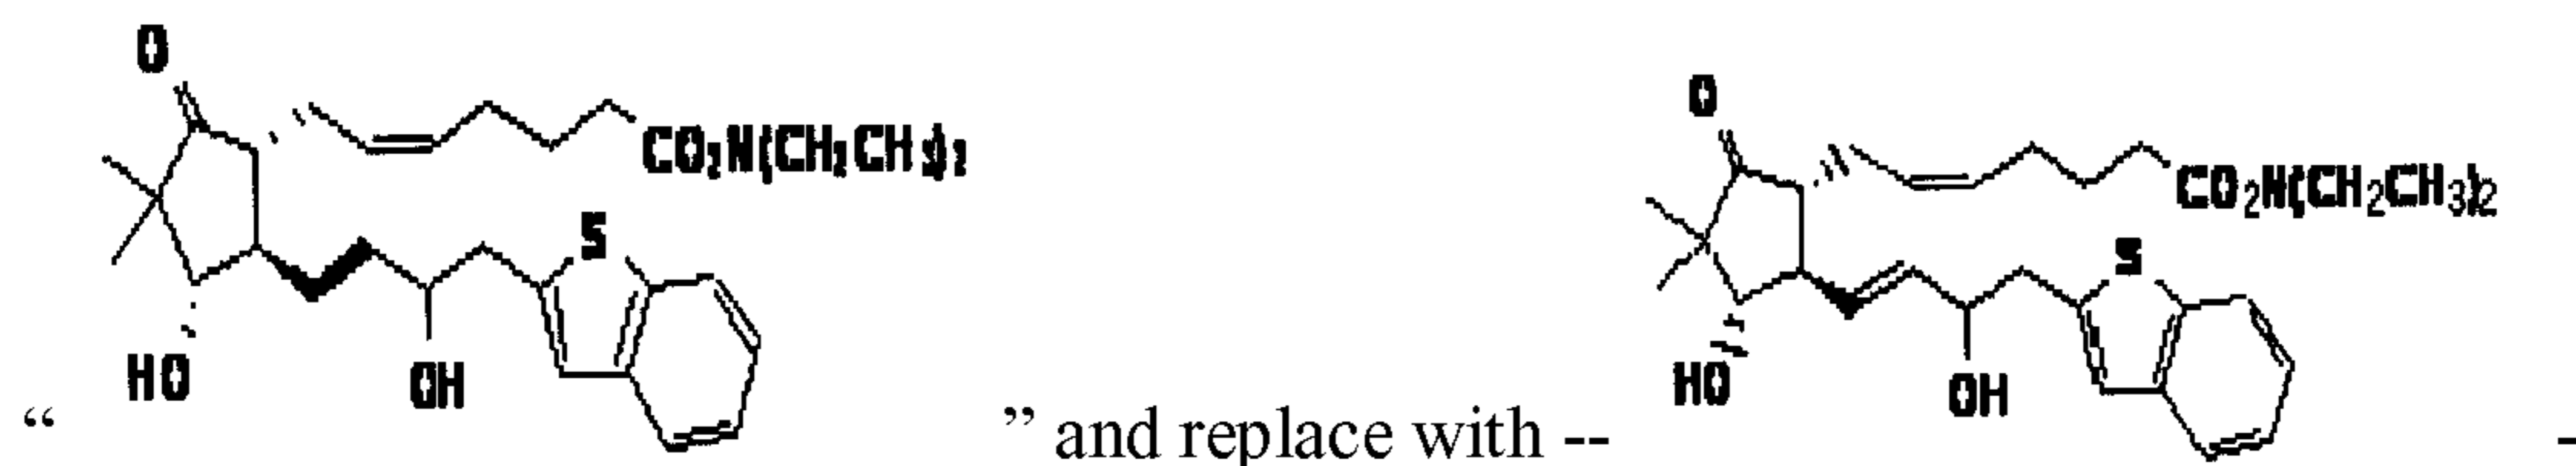 O O
CO₂N(CH₂CH₃)₂ CO₂N(CH₂CH₃)₂
S S
HO OH HO OH
“ ” and replace with -- -